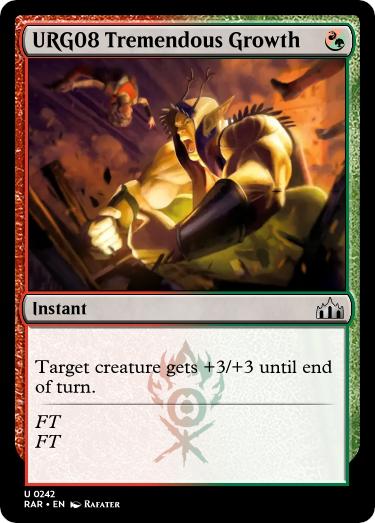 URG08 Tremendous Growth
Instant
Target creature gets +3/+3 until end
of turn.
FT
FT
U 0242
RAR • EN Rafater